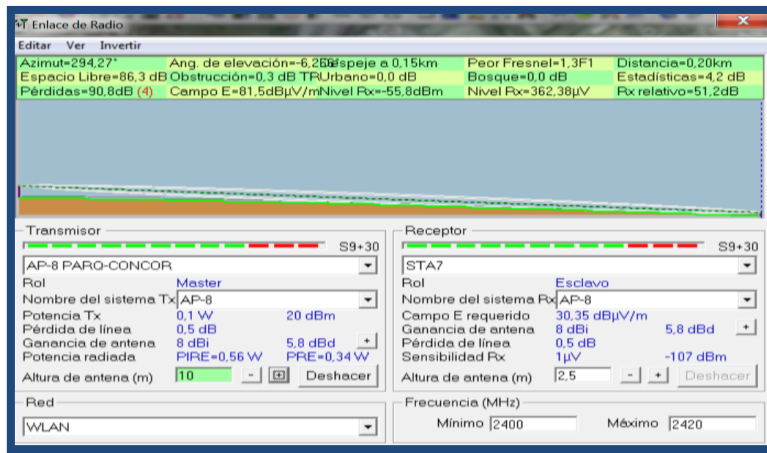 Enlace de Radio
Editar Ver Invertir
Azimut=294,27° Ang. de elevación=-6,256° Despeje a 0,15km Peor Fresnel=1,3F1 Distancia=0,20km
Espacio Libre=86,3 dB Obstrucción=0,3 dB TR Urbano=0,0 dB Bosque=0,0 dB Estadísticas=4,2 dB
Pérdidas=90,8dB (4) Campo E=81,5dBµV/m Nivel Rx=-55,8dBm Nivel Rx=362,38µV Rx relativo=51,2dB
Transmisor
S9+30
AP-8 PARQ-CONCOR
Rol Master
Nombre del sistema Tx AP-8
Potencia Tx 0,1 W 20 dBm
Pérdida de línea 0,5 dB
Ganancia de antena 8 dBi 5,8 dBd +
Potencia radiada PIRE=0,56 W PRE=0,34 W
Altura de antena (m) 10 - + Deshacer
Red
WLAN
Receptor
S9+30
STA7
Rol Esclavo
Nombre del sistema Rx AP-8
Campo E requerido 30,35 dBµV/m
Ganancia de antena 8 dBi 5,8 dBd +
Pérdida de línea 0,5 dB
Sensibilidad Rx 1µV -107 dBm
Altura de antena (m) 2,5 - + Deshacer
Frecuencia (MHz)
Mínimo 2400 Máximo 2420